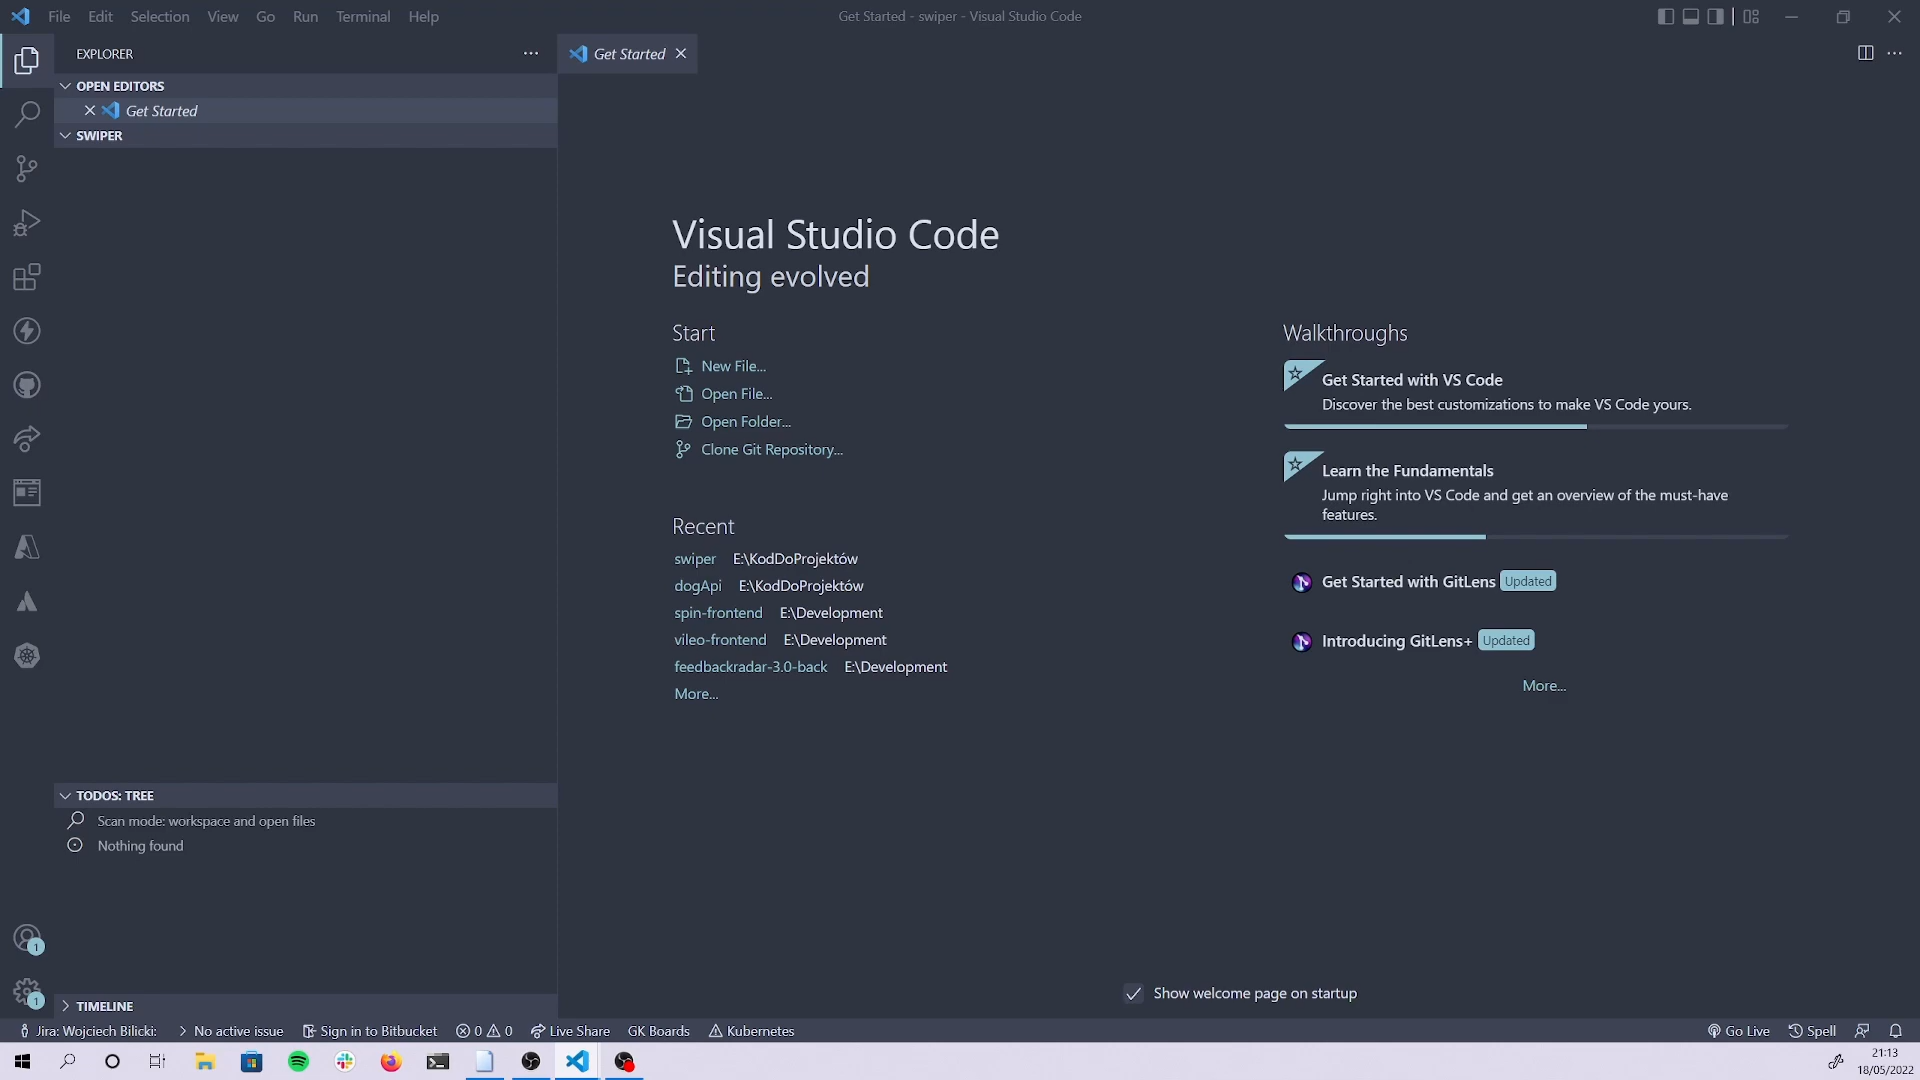 File Edit Selection View Go Run Terminal Help
Get Started - swiper - Visual Studio Code
EXPLORER
Get Started
OPEN EDITORS
Get Started
SWIPER
Visual Studio Code
Editing evolved
Start
New File...
Open File...
Open Folder...
Clone Git Repository...
Recent
swiper E:\KodDoProjektów
dogApi E:\KodDoProjektów
spin-frontend E:\Development
vileo-frontend E:\Development
feedbackradar-3.0-back E:\Development
More...
Walkthroughs
Get Started with VS Code
Discover the best customizations to make VS Code yours.
Learn the Fundamentals
Jump right into VS Code and get an overview of the must-have
features.
Get Started with GitLens Updated
Introducing GitLens+ Updated
More...
TODOS: TREE
Scan mode: workspace and open files
Nothing found
1
1
TIMELINE
Show welcome page on startup
Jira: Wojciech Bilicki: No active issue Sign in to Bitbucket 0 0 Live Share GK Boards Kubernetes Go Live Spell
21:13
18/05/2022